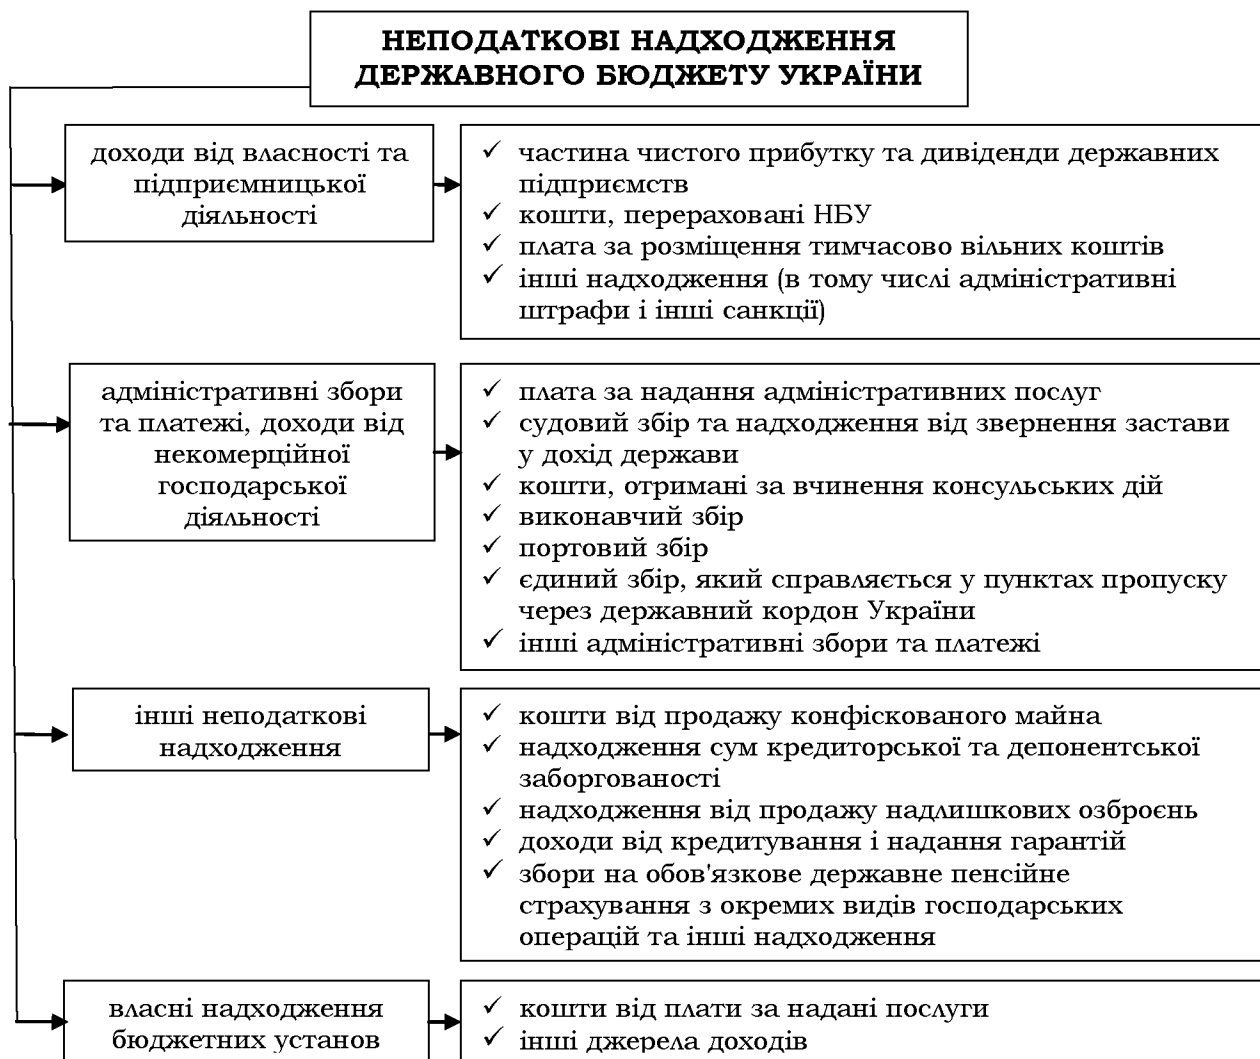 НЕПОДАТКОВІ НАДХОДЖЕННЯ
ДЕРЖАВНОГО БЮДЖЕТУ УКРАЇНИ
доходи від власності та
підприємницької
діяльності
✓ частина чистого прибутку та дивіденди державних
підприємств
✓ кошти, перераховані НБУ
✓ плата за розміщення тимчасово вільних коштів
✓ інші надходження (в тому числі адміністративні
штрафи і інші санкції)
адміністративні збори
та платежі, доходи від
некомерційної
господарської
діяльності
✓ плата за надання адміністративних послуг
✓ судовий збір та надходження від звернення застави
у дохід держави
✓ кошти, отримані за вчинення консульських дій
✓ виконавчий збір
✓ портовий збір
✓ єдиний збір, який справляється у пунктах пропуску
через державний кордон України
✓ інші адміністративні збори та платежі
інші неподаткові
надходження
✓ кошти від продажу конфіскованого майна
✓ надходження сум кредиторської та депонентської
заборгованості
✓ надходження від продажу надлишкових озброєнь
✓ доходи від кредитування і надання гарантій
✓ збори на обов'язкове державне пенсійне
страхування з окремих видів господарських
операцій та інші надходження
власні надходження
бюджетних установ
✓ кошти від плати за надані послуги
✓ інші джерела доходів